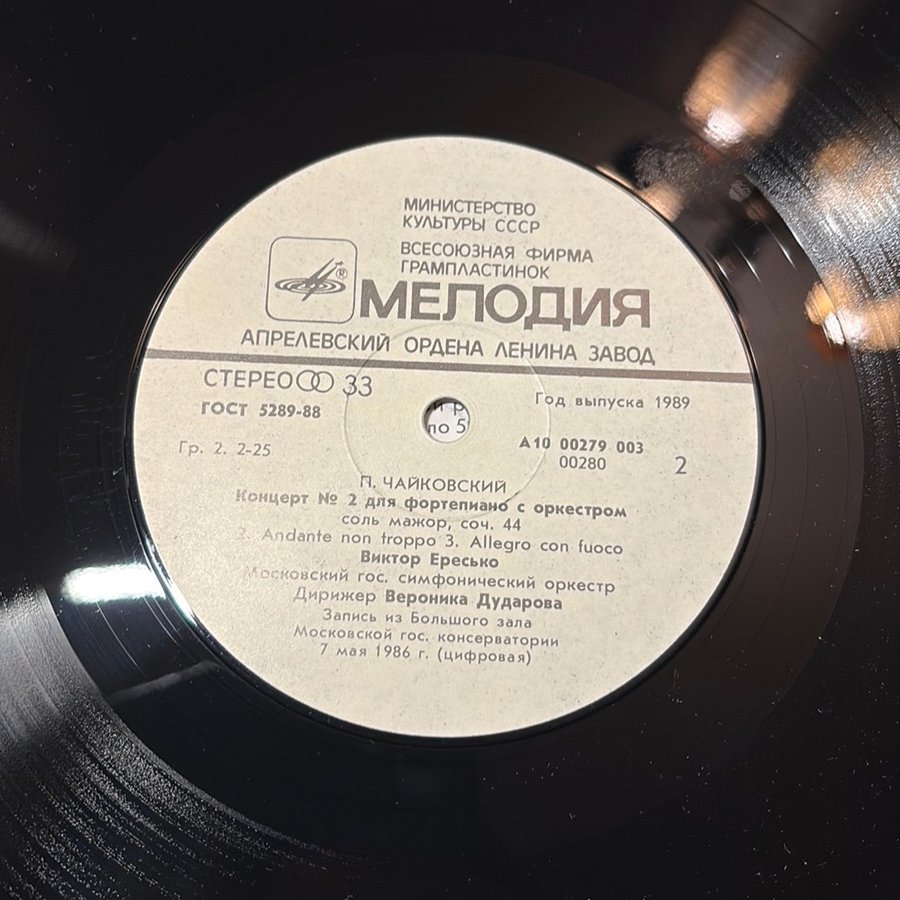 МИНИСТЕРСТВО
КУЛЬТУРЫ СССР
ВСЕСОЮЗНАЯ ФИРМА
ГРАМПЛАСТИНОК
®
МЕЛОДИЯ
АПРЕЛЕВСКИЙ ОРДЕНА ЛЕНИНА ЗАВОД
СТЕРЕО 33
ГОСТ 5289-88
Год выпуска 1989
Гр. 2. 2-25
А10 00279 003
00280
2
по 5
П. ЧАЙКОВСКИЙ
Концерт № 2 для фортепиано с оркестром
соль мажор, соч. 44
2. Andante non troppo 3. Allegro con fuoco
Виктор Ересько
Московский гос. симфонический оркестр
Дирижер Вероника Дударова
Запись из Большого зала
Московской гос. консерватории
7 мая 1986 г. (цифровая)